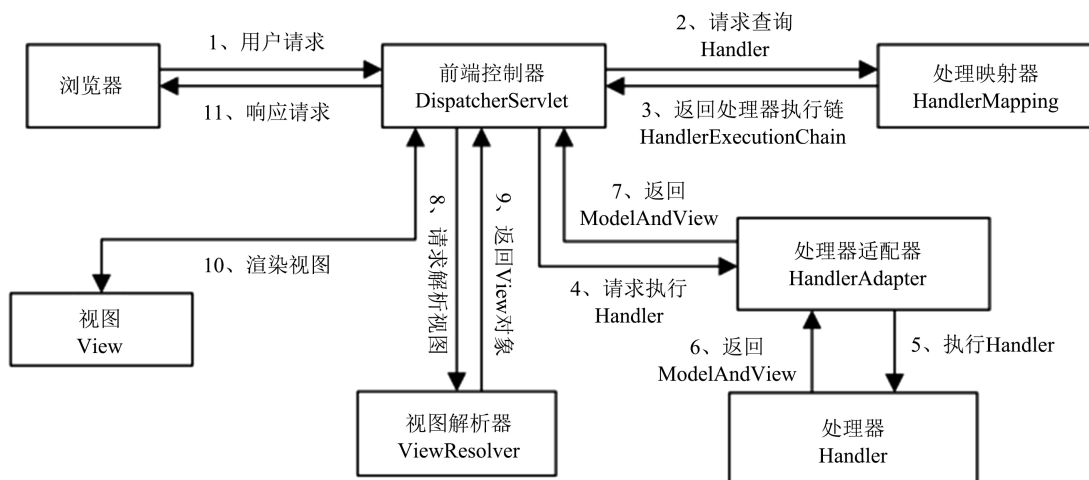 1、用户请求
2、请求查询
Handler
浏览器
前端控制器
DispatcherServlet
处理映射器
HandlerMapping
11、响应请求
3、返回处理器执行链
HandlerExecutionChain
7、返回
ModelAndView
8、请求解析视图
9、返回View对象
10、渲染视图
4、请求执行
Handler
处理器适配器
HandlerAdapter
视图
View
6、返回
ModelAndView
5、执行Handler
视图解析器
ViewResolver
处理器
Handler